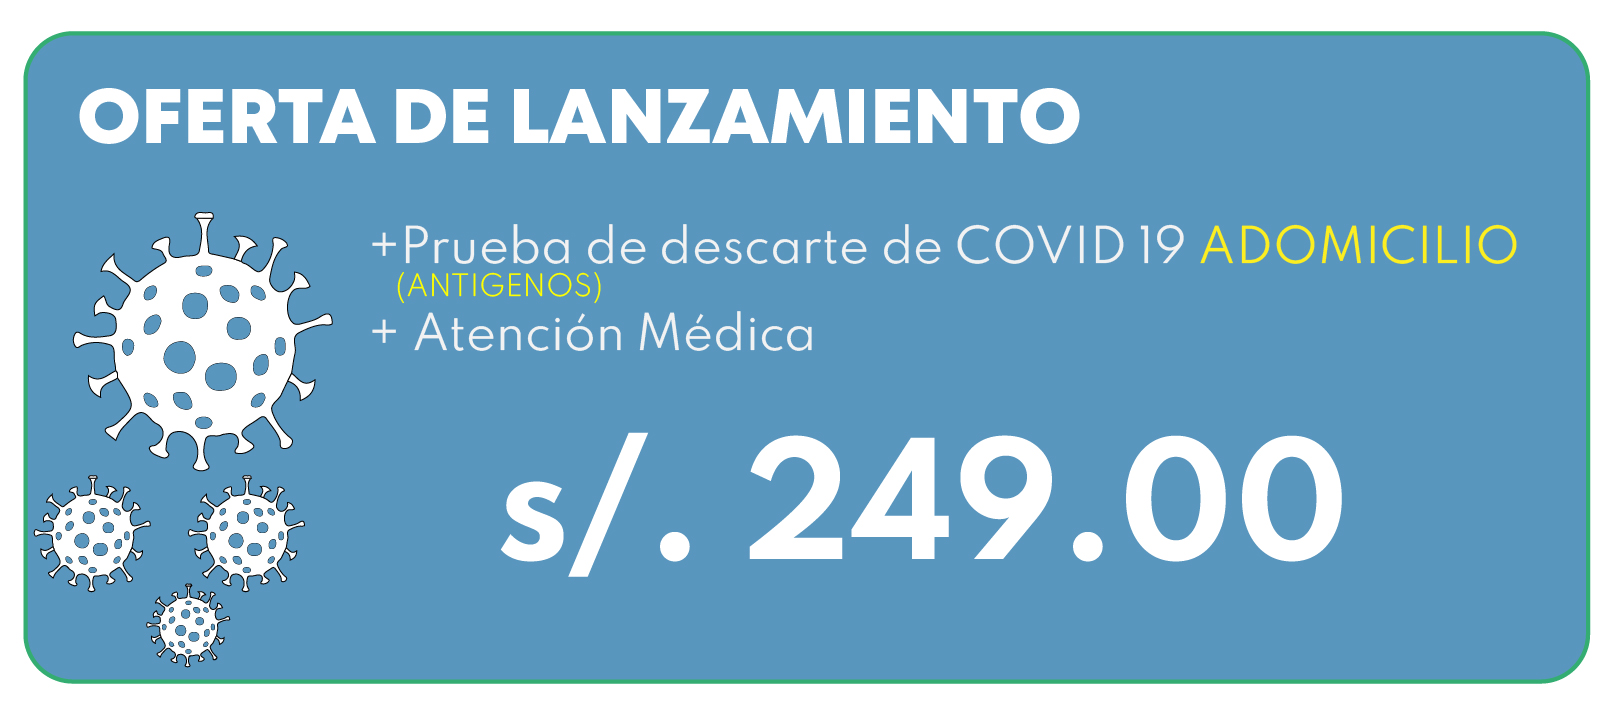 OFERTA DE LANZAMIENTO
+Prueba de descarte de COVID 19 ADOMICILIO
(ANTIGENOS)
+ Atención Médica
s/. 249.00